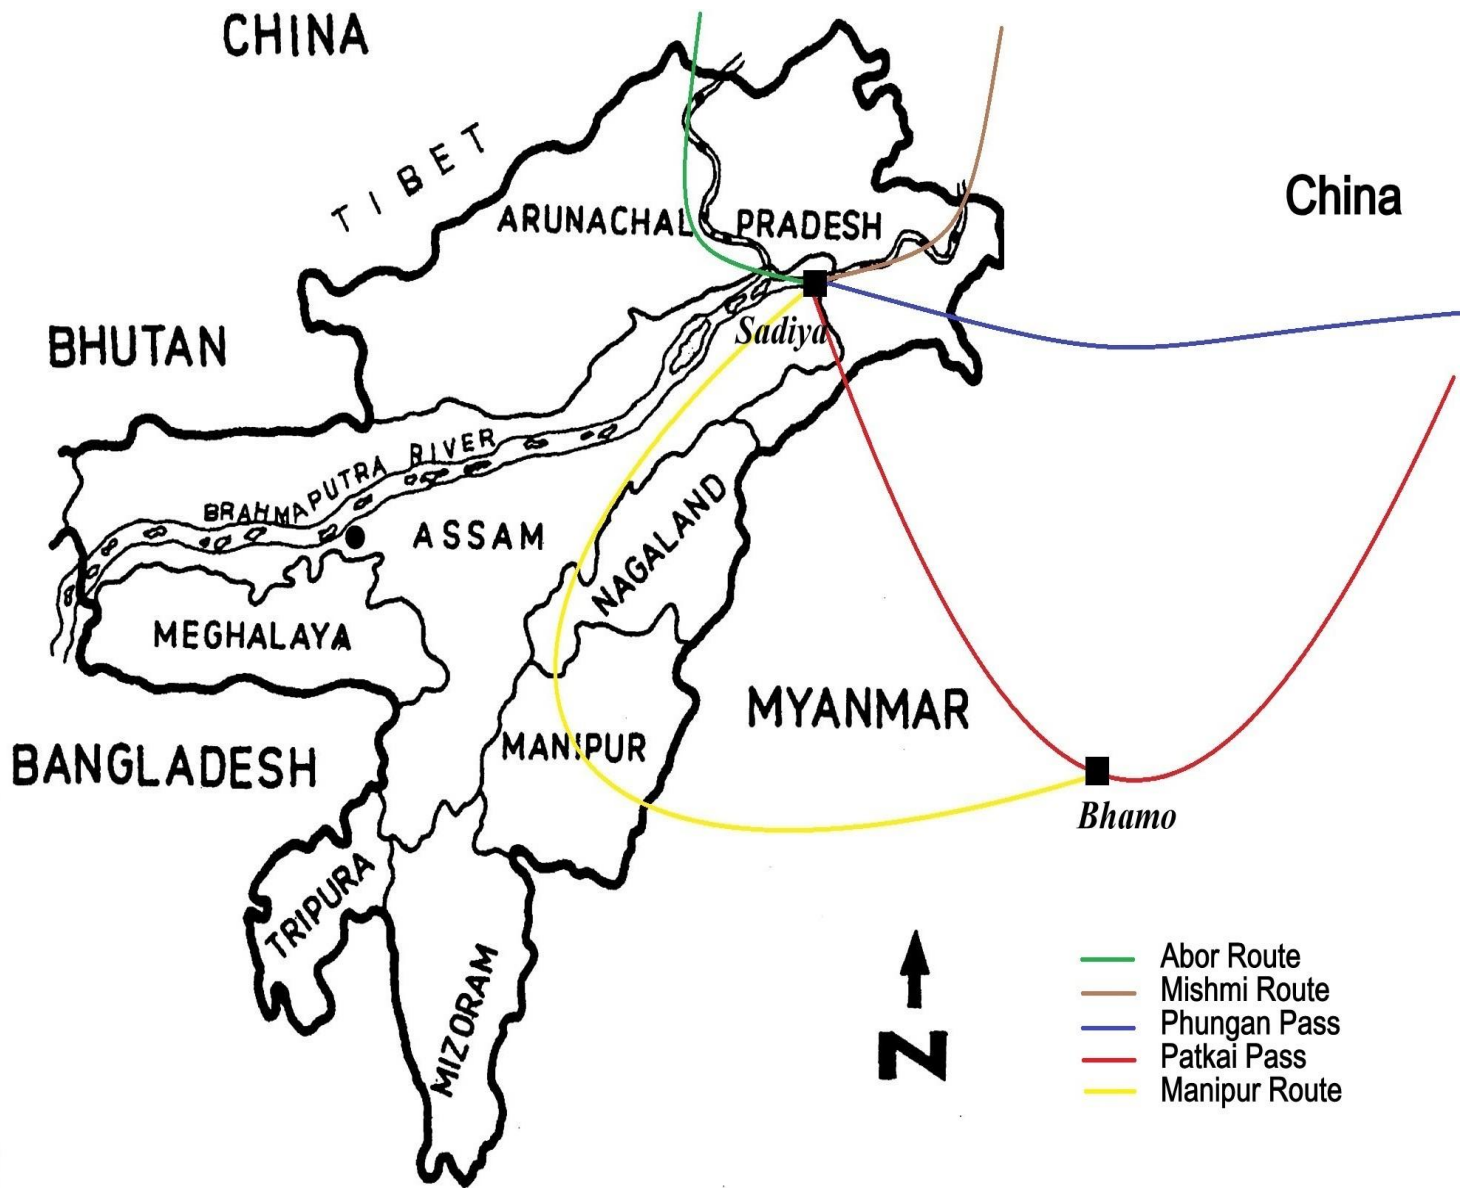 CHINA
TIBET
China
ARUNACHAL PRADESH
BHUTAN
Sadiya
BRAHMAPUTRA RIVER
ASSAM
NAGALAND
MEGHALAYA
MYANMAR
MANIPUR
BANGLADESH
Bhamo
TRIPURA
MIZORAM
N
Abor Route
Mishmi Route
Phungan Pass
Patkai Pass
Manipur Route